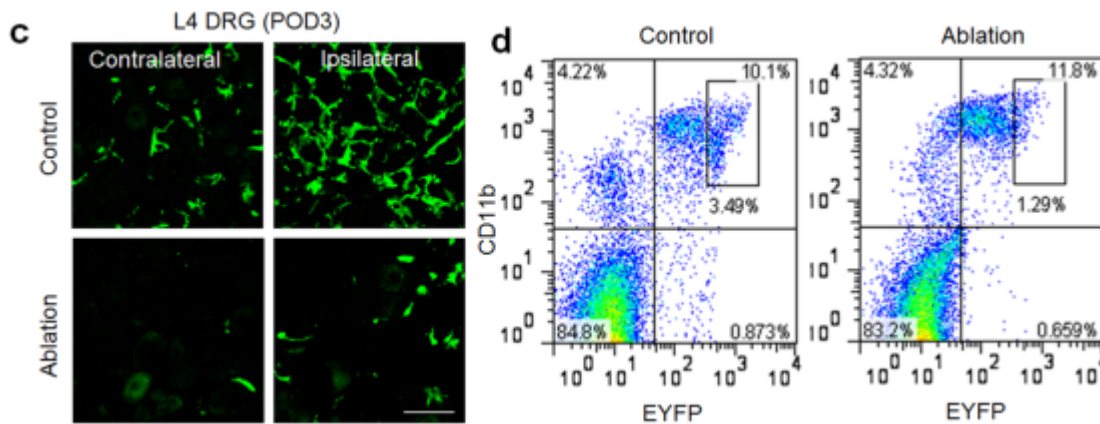 c
L4 DRG (POD3)
Contralateral
Ipsilateral
Control
Ablation
d
Control
Ablation
CD11b
10⁴
10³
10²
10¹
10⁰
4.22%
10.1%
3.49%
84.8%
0.873%
10⁰ 10¹ 10² 10³ 10⁴
EYFP
10⁴
10³
10²
10¹
10⁰
4.32%
11.8%
1.29%
83.2%
0.659%
10⁰ 10¹ 10² 10³ 10⁴
EYFP